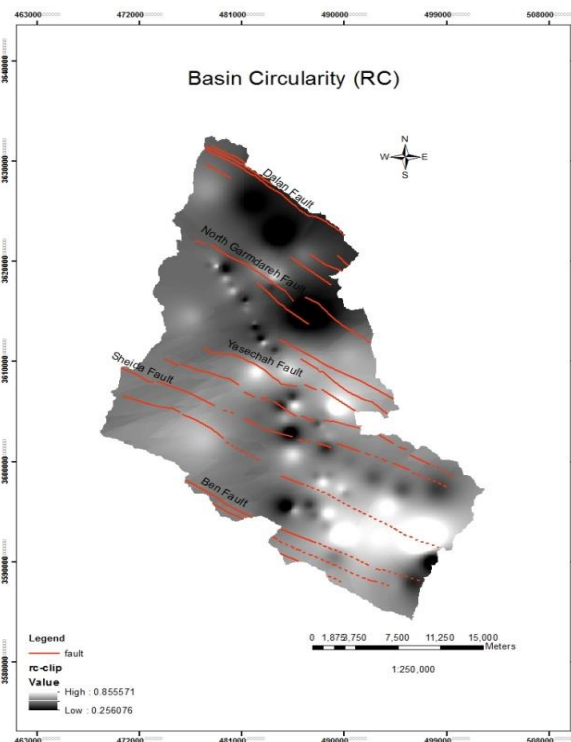 463000 472000 481000 490000 499000 508000
Basin Circularity (RC)
N
W E
S
3640000
3630000
3620000
3610000
3600000
3590000
3580000
Dalan Fault
North Garmdareh Fault
Yasechah Fault
Sheida Fault
Ben Fault
Legend
fault
rc-clip
Value
High : 0.855571
Low : 0.256076
0 1,875 3,750 7,500 11,250 15,000
Meters
1:250,000
463000 472000 481000 490000 499000 508000